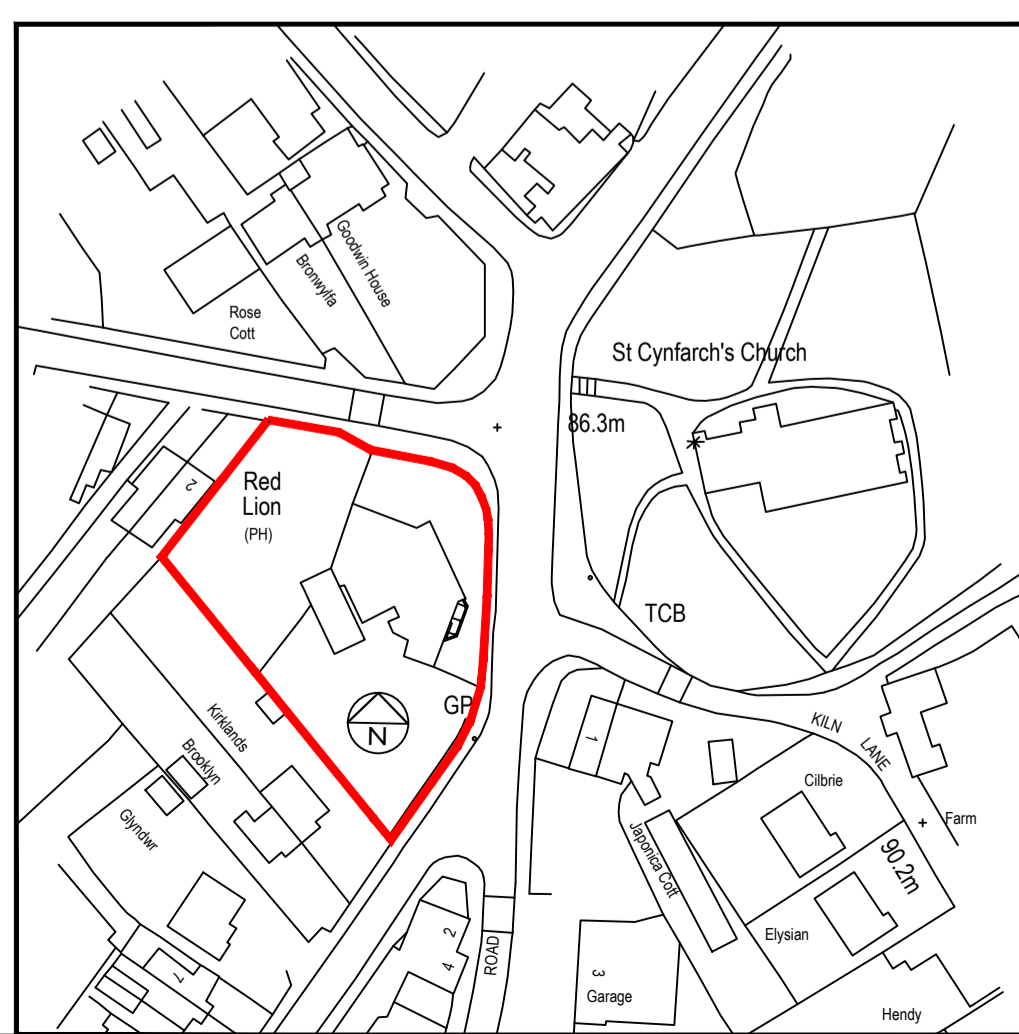 Goodwin House
Bronwylfa
Rose
Cott
St Cynfarch's Church
86.3m
Red
Lion
(PH)
2
TCB
GP
N
Kirklands
Brooklyn
Glyndwr
1
KILN
LANE
Cilbrie
Farm
90.2m
Japonica Cott
Elysian
2
4
ROAD
7
3
Garage
Hendy